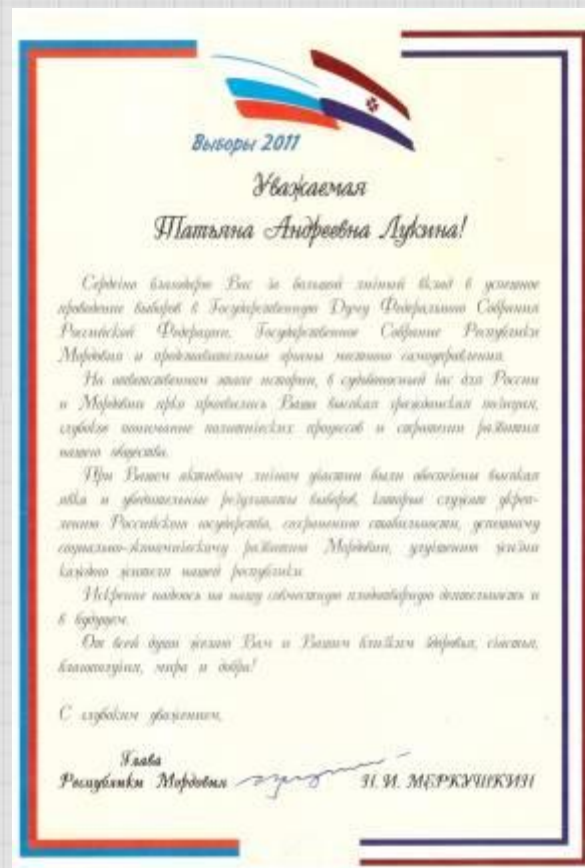 Выборы 2011
Уважаемая
Татьяна Андреевна Лукина!
Сердечно благодарю Вас за большой личный вклад в успешное
проведение выборов в Государственную Думу Федерального Собрания
Российской Федерации, Государственное Собрание Республики
Мордовия и представительные органы местного самоуправления.
На ответственном этапе истории, в судьбоносный час для России
и Мордовии ярко проявились Ваши высокая гражданская позиция,
глубокое понимание политических процессов и стратегии развития
нашего общества.
При Вашем активном личном участии были обеспечены высокая
явка и убедительные результаты выборов, которые служат укреп-
лению Российского государства, сохранению стабильности, успешному
социально-экономическому развитию Мордовии, улучшению жизни
каждого жителя нашей республики.
Искренне надеюсь на нашу совместную плодотворную деятельность и
в будущем.
От всей души желаю Вам и Вашим близким здоровья, счастья,
благополучия, мира и добра!
С глубоким уважением,
Глава
Республики Мордовия Н. И. МЕРКУШКИН